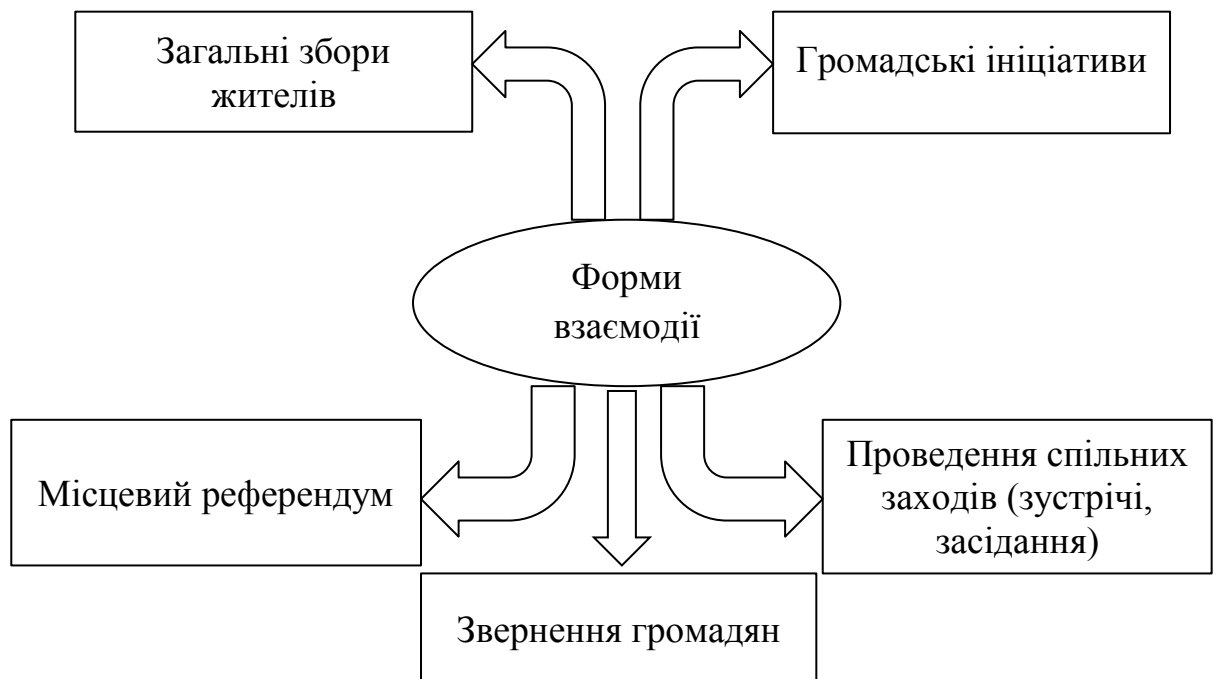 Загальні збори
жителів
Громадські ініціативи
Форми
взаємодії
Місцевий референдум
Проведення спільних
заходів (зустрічі,
засідання)
Звернення громадян